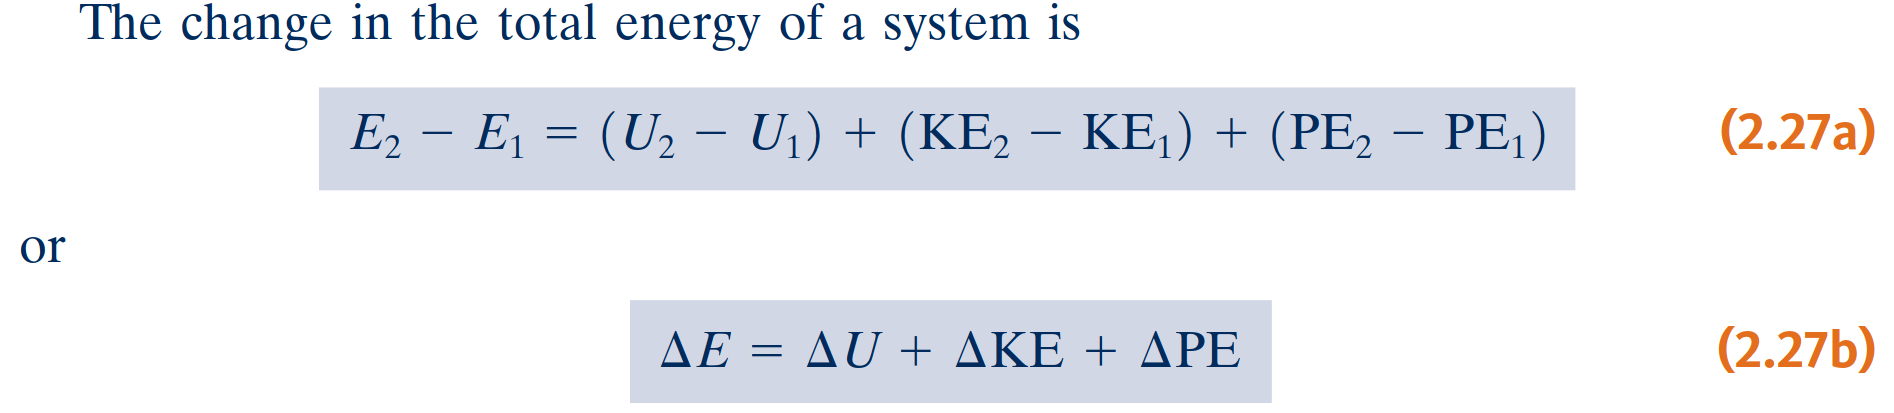 The change in the total energy of a system is
E₂ − E₁ = (U₂ − U₁) + (KE₂ − KE₁) + (PE₂ − PE₁) (2.27a)
or
ΔE = ΔU + ΔKE + ΔPE (2.27b)